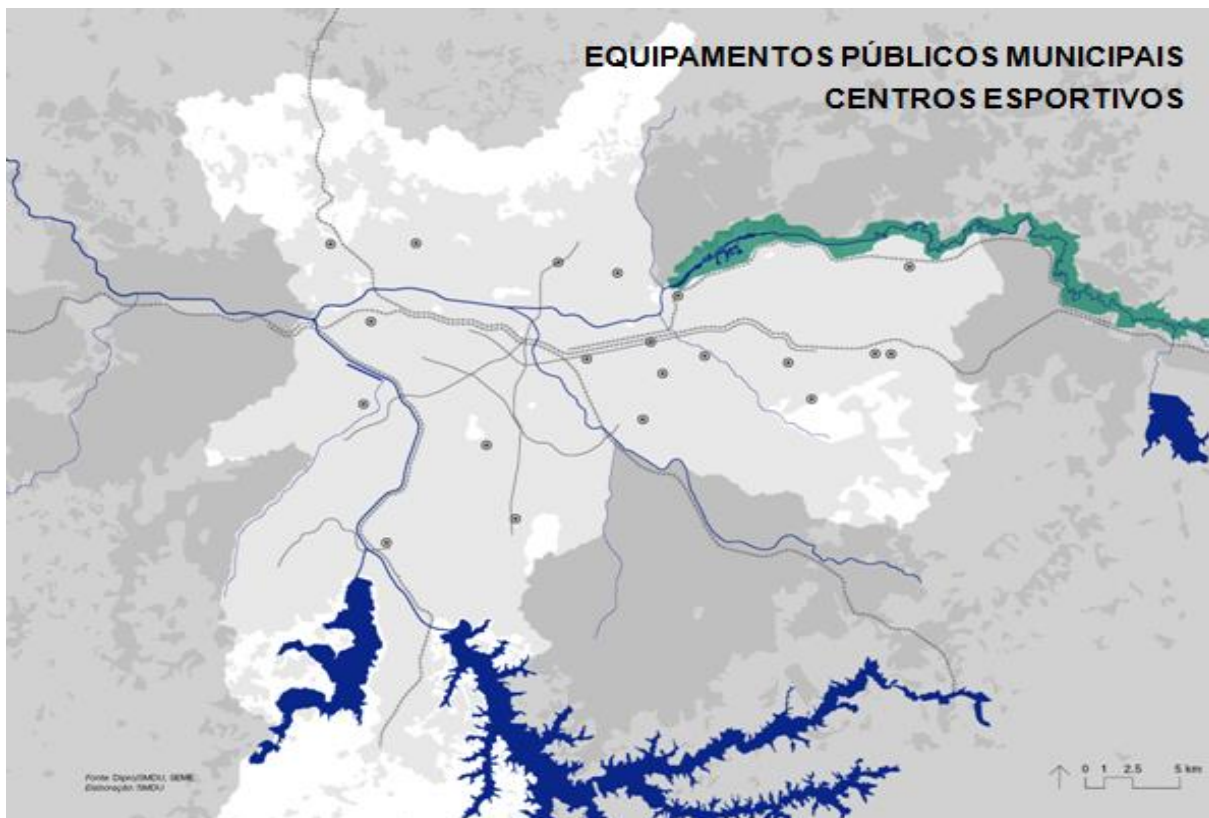 EQUIPAMENTOS PÚBLICOS MUNICIPAIS
CENTROS ESPORTIVOS
Fonte: Dipro/SMDU, SEME.
Elaboração: SMDU
0 1 2.5 5 km